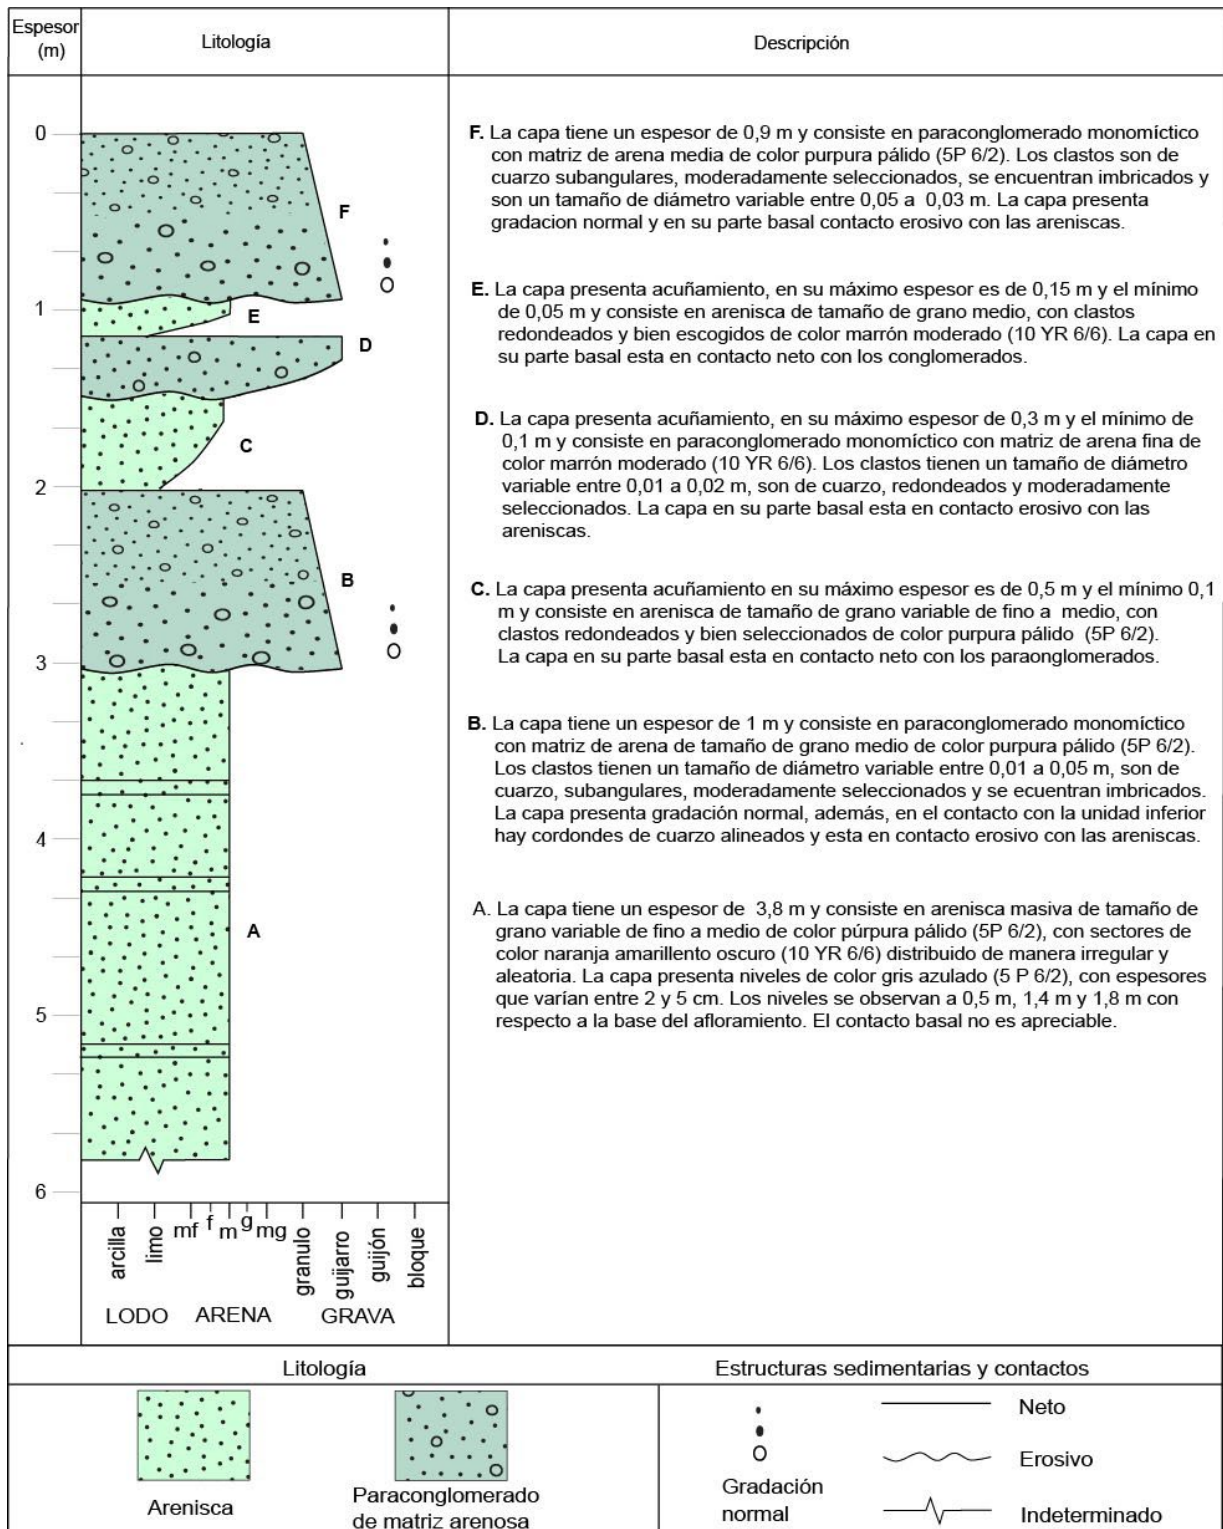 Espesor
(m)
Litología
Descripción
0
1
2
3
4
5
6
F
E
D
C
B
A
F. La capa tiene un espesor de 0,9 m y consiste en paraconglomerado monomíctico
con matriz de arena media de color purpura pálido (5P 6/2). Los clastos son de
cuarzo subangulares, moderadamente seleccionados, se encuentran imbricados y
son un tamaño de diámetro variable entre 0,05 a 0,03 m. La capa presenta
gradacion normal y en su parte basal contacto erosivo con las areniscas.
E. La capa presenta acuñamiento, en su máximo espesor es de 0,15 m y el mínimo
de 0,05 m y consiste en arenisca de tamaño de grano medio, con clastos
redondeados y bien escogidos de color marrón moderado (10 YR 6/6). La capa en
su parte basal esta en contacto neto con los conglomerados.
D. La capa presenta acuñamiento, en su máximo espesor de 0,3 m y el mínimo de
0,1 m y consiste en paraconglomerado monomíctico con matriz de arena fina de
color marrón moderado (10 YR 6/6). Los clastos tienen un tamaño de diámetro
variable entre 0,01 a 0,02 m, son de cuarzo, redondeados y moderadamente
seleccionados. La capa en su parte basal esta en contacto erosivo con las
areniscas.
C. La capa presenta acuñamiento en su máximo espesor es de 0,5 m y el mínimo 0,1
m y consiste en arenisca de tamaño de grano variable de fino a medio, con
clastos redondeados y bien seleccionados de color purpura pálido (5P 6/2).
La capa en su parte basal esta en contacto neto con los paraonglomerados.
B. La capa tiene un espesor de 1 m y consiste en paraconglomerado monomíctico
con matriz de arena de tamaño de grano medio de color purpura pálido (5P 6/2).
Los clastos tienen un tamaño de diámetro variable entre 0,01 a 0,05 m, son de
cuarzo, subangulares, moderadamente seleccionados y se ecuentran imbricados.
La capa presenta gradación normal, además, en el contacto con la unidad inferior
hay cordondes de cuarzo alineados y esta en contacto erosivo con las areniscas.
A. La capa tiene un espesor de 3,8 m y consiste en arenisca masiva de tamaño de
grano variable de fino a medio de color púrpura pálido (5P 6/2), con sectores de
color naranja amarillento oscuro (10 YR 6/6) distribuido de manera irregular y
aleatoria. La capa presenta niveles de color gris azulado (5 P 6/2), con espesores
que varían entre 2 y 5 cm. Los niveles se observan a 0,5 m, 1,4 m y 1,8 m con
respecto a la base del afloramiento. El contacto basal no es apreciable.
arcilla
limo
mf
f
m
g
mg
granulo
guijarro
guijón
bloque
LODO
ARENA
GRAVA
Litología
Arenisca
Paraconglomerado
de matriz arenosa
Estructuras sedimentarias y contactos
Gradación
normal
Neto
Erosivo
Indeterminado